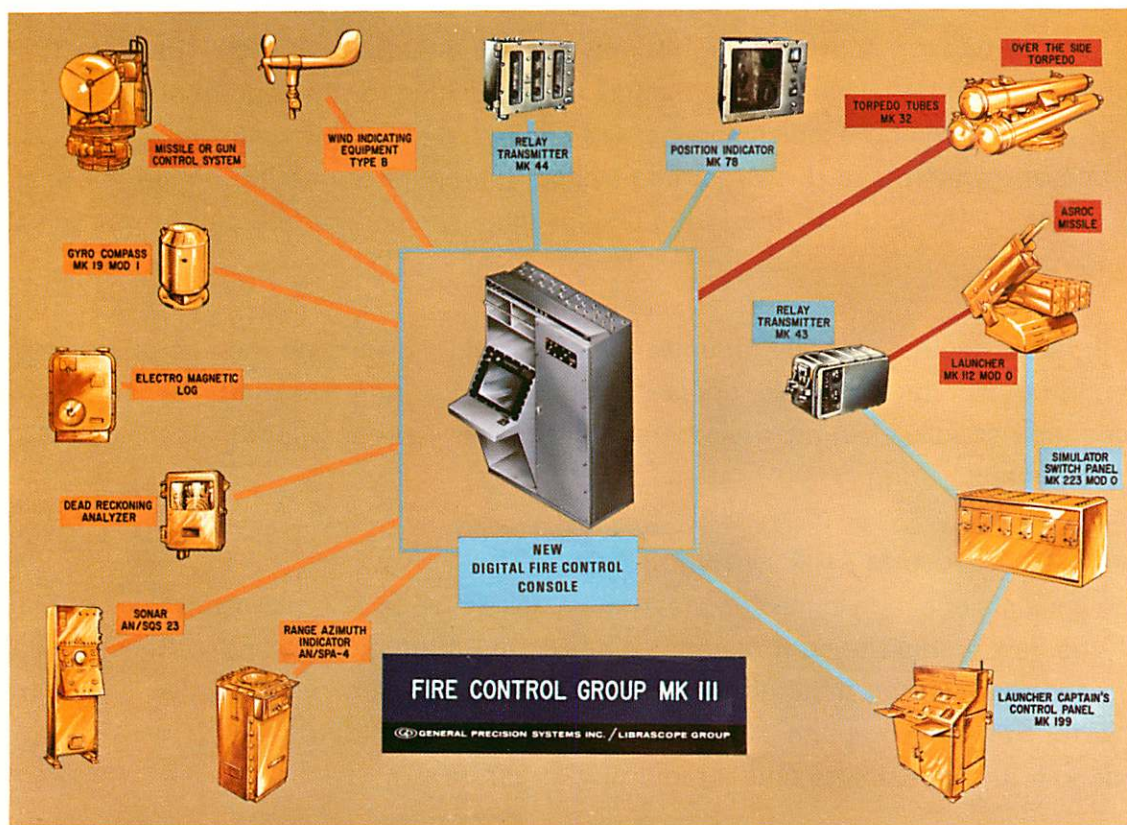 OVER THE SIDE
TORPEDO
TORPEDO TUBES
MK 32
MISSILE OR GUN
CONTROL SYSTEM
WIND INDICATING
EQUIPMENT
TYPE B
RELAY
TRANSMITTER
MK 44
POSITION INDICATOR
MK 78
ASROC
MISSILE
GYRO COMPASS
MK 19 MOD 1
RELAY
TRANSMITTER
MK 43
LAUNCHER
MK 112 MOD 0
ELECTRO MAGNETIC
LOG
SIMULATOR
SWITCH PANEL
MK 223 MOD 0
DEAD RECKONING
ANALYZER
NEW
DIGITAL FIRE CONTROL
CONSOLE
SONAR
AN/SQS 23
RANGE AZIMUTH
INDICATOR
AN/SPA-4
FIRE CONTROL GROUP MK III
GENERAL PRECISION SYSTEMS INC. / LIBRASCOPE GROUP
LAUNCHER CAPTAIN'S
CONTROL PANEL
MK 199